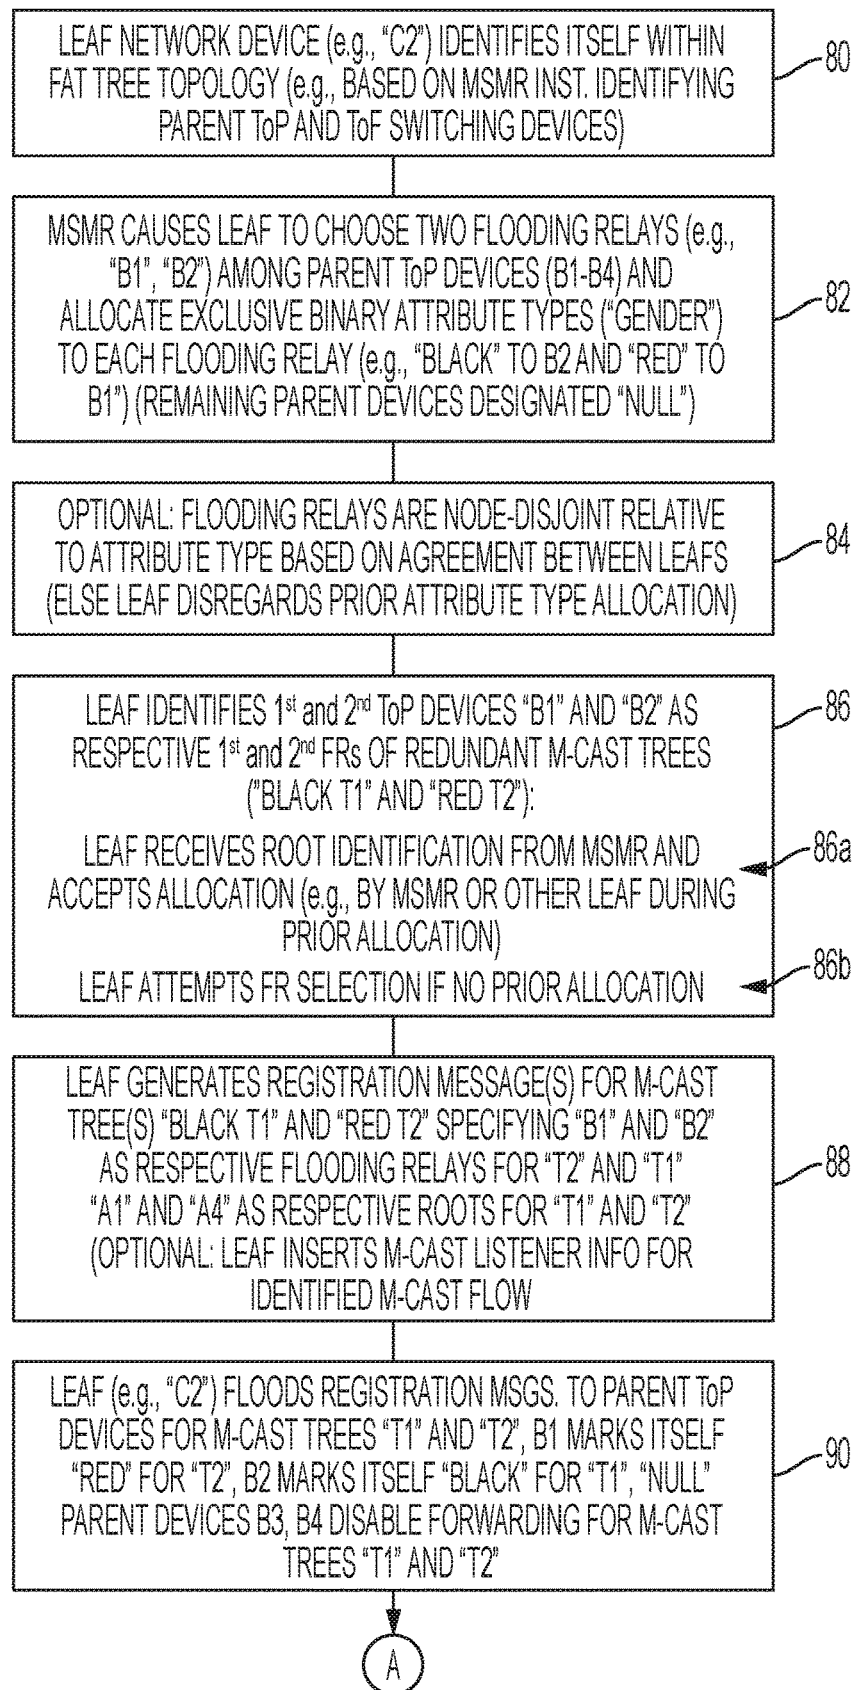 LEAF NETWORK DEVICE (e.g., “C2”) IDENTIFIES ITSELF WITHIN
FAT TREE TOPOLOGY (e.g., BASED ON MSMR INST. IDENTIFYING
PARENT ToP AND ToF SWITCHING DEVICES)
80
MSMR CAUSES LEAF TO CHOOSE TWO FLOODING RELAYS (e.g.,
“B1”, “B2”) AMONG PARENT ToP DEVICES (B1-B4) AND
ALLOCATE EXCLUSIVE BINARY ATTRIBUTE TYPES (“GENDER”)
TO EACH FLOODING RELAY (e.g., “BLACK” TO B2 AND “RED” TO
B1”) (REMAINING PARENT DEVICES DESIGNATED “NULL”)
82
OPTIONAL: FLOODING RELAYS ARE NODE-DISJOINT RELATIVE
TO ATTRIBUTE TYPE BASED ON AGREEMENT BETWEEN LEAFS
(ELSE LEAF DISREGARDS PRIOR ATTRIBUTE TYPE ALLOCATION)
84
LEAF IDENTIFIES 1st and 2nd ToP DEVICES “B1” AND “B2” AS
RESPECTIVE 1st and 2nd FRs OF REDUNDANT M-CAST TREES
(”BLACK T1” AND “RED T2”):
86
LEAF RECEIVES ROOT IDENTIFICATION FROM MSMR AND
ACCEPTS ALLOCATION (e.g., BY MSMR OR OTHER LEAF DURING
PRIOR ALLOCATION)
86a
LEAF ATTEMPTS FR SELECTION IF NO PRIOR ALLOCATION
86b
LEAF GENERATES REGISTRATION MESSAGE(S) FOR M-CAST
TREE(S) “BLACK T1” AND “RED T2” SPECIFYING “B1” AND “B2”
AS RESPECTIVE FLOODING RELAYS FOR “T2” AND “T1”
“A1” AND “A4” AS RESPECTIVE ROOTS FOR “T1” AND “T2”
(OPTIONAL: LEAF INSERTS M-CAST LISTENER INFO FOR
IDENTIFIED M-CAST FLOW
88
LEAF (e.g., “C2”) FLOODS REGISTRATION MSGS. TO PARENT ToP
DEVICES FOR M-CAST TREES “T1” AND “T2”, B1 MARKS ITSELF
“RED” FOR “T2”, B2 MARKS ITSELF “BLACK” FOR “T1”, “NULL”
PARENT DEVICES B3, B4 DISABLE FORWARDING FOR M-CAST
TREES “T1” AND “T2”
90
A